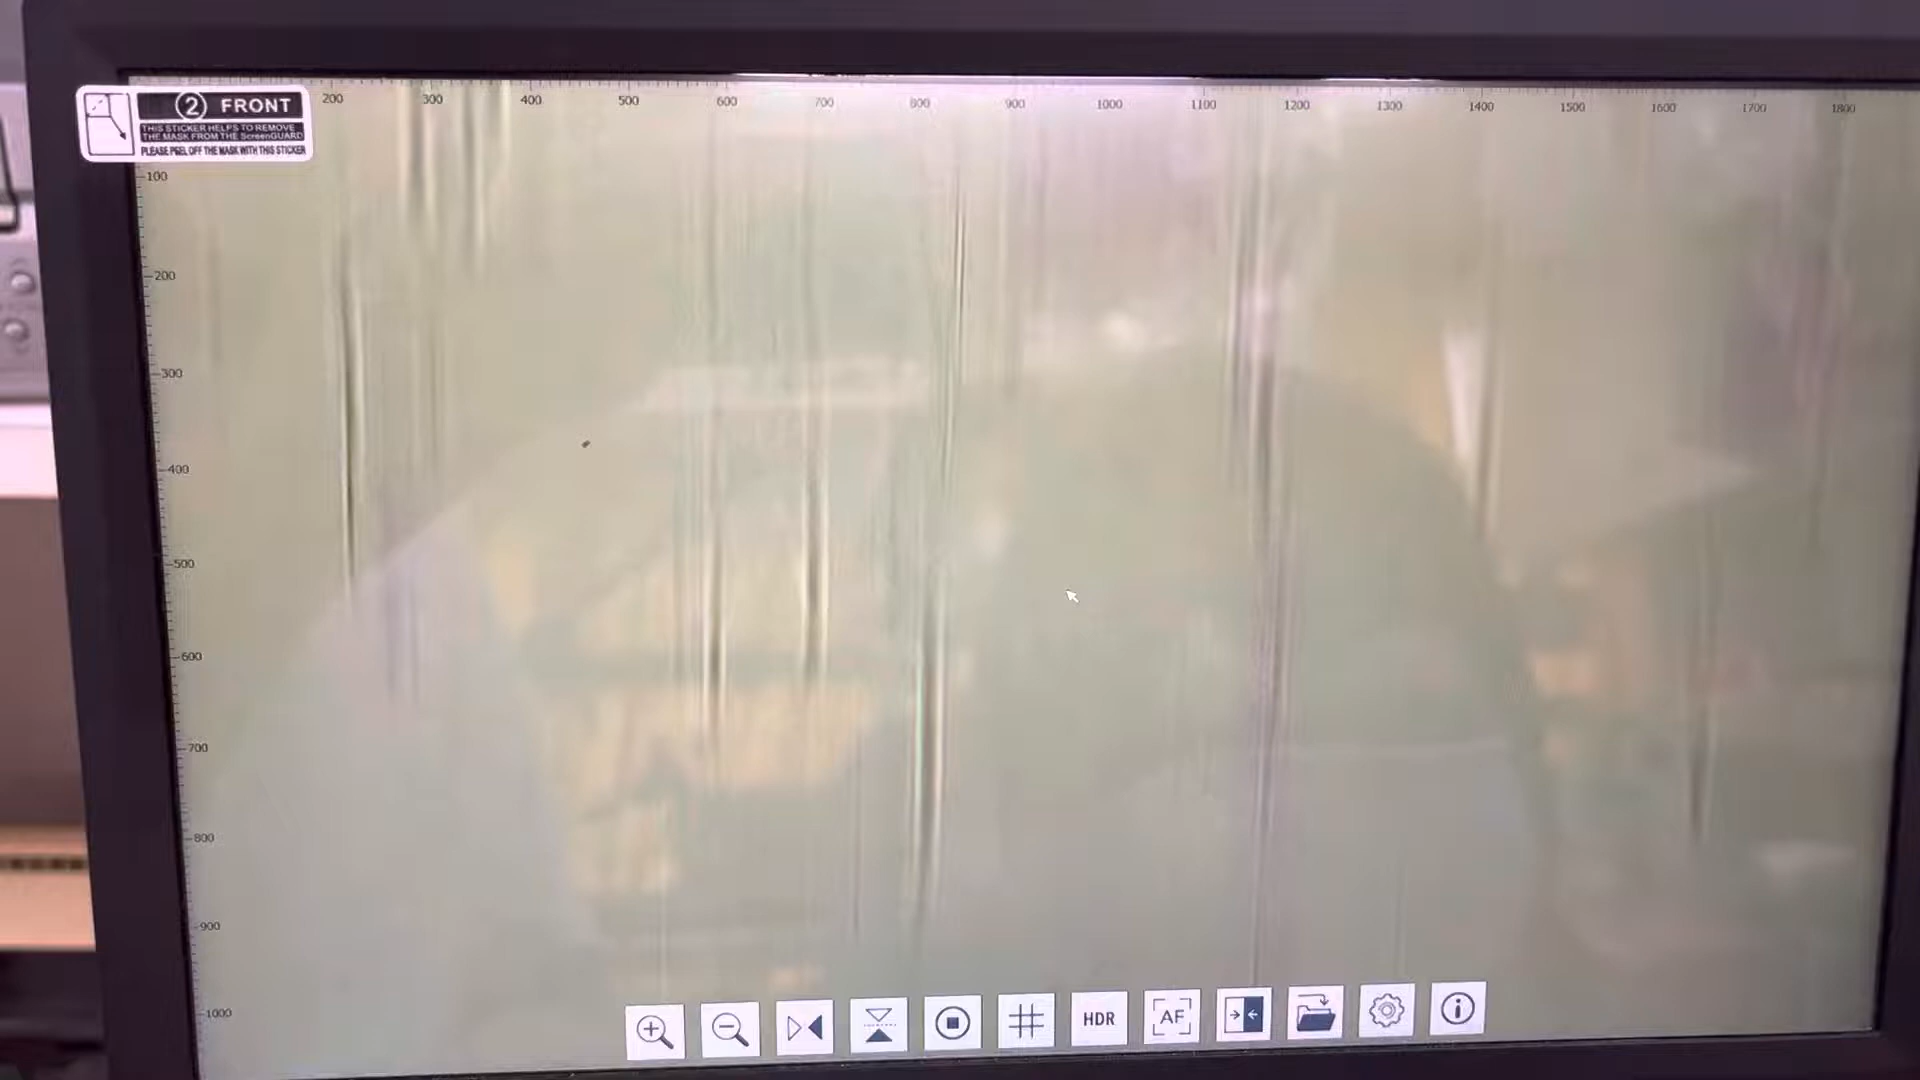 2 FRONT
THIS STICKER HELPS TO REMOVE
THE MASK FROM THE ScreenGUARD
PLEASE PEEL OFF THE MASK WITH THIS STICKER
200 300 400 500 600 700 800 900 1000 1100 1200 1300 1400 1500 1600 1700 1800
100
200
300
400
500
600
700
800
900
1000
HDR
AF
i